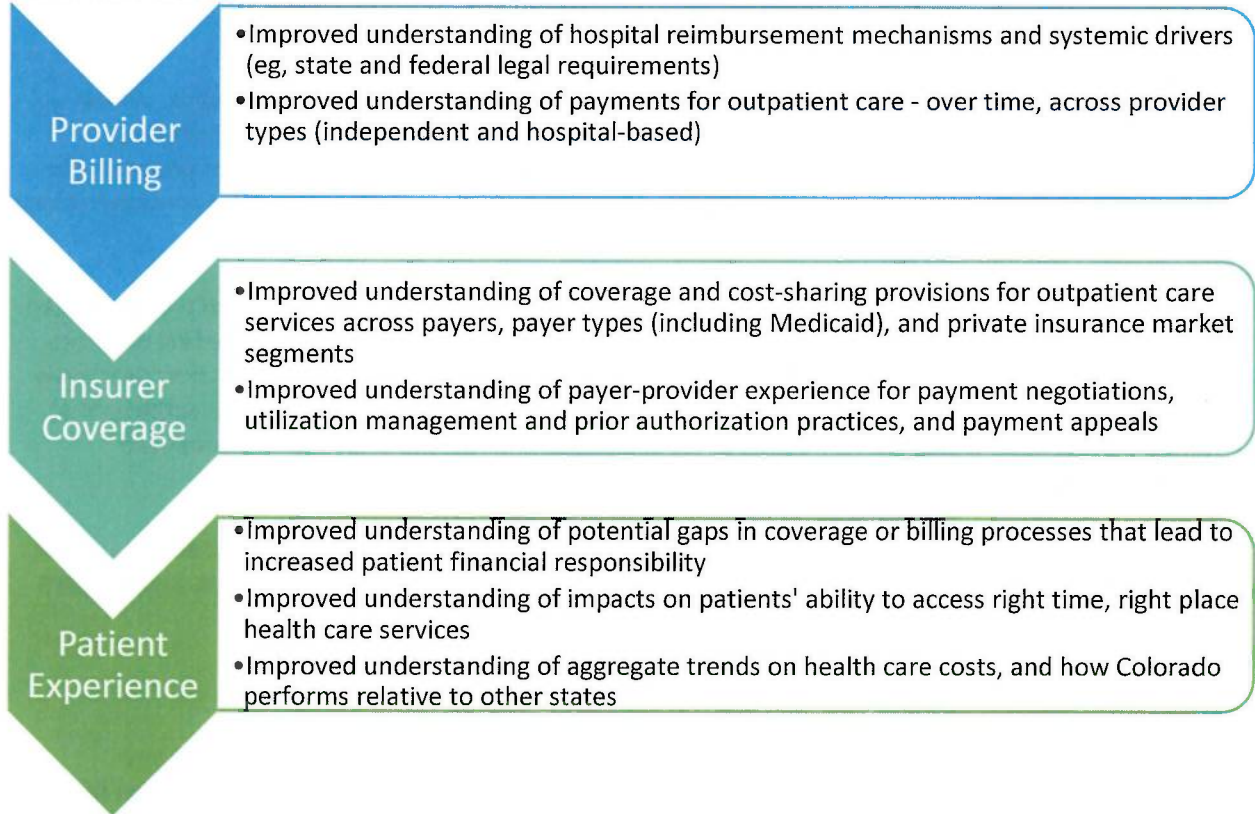 Provider
Billing
•Improved understanding of hospital reimbursement mechanisms and systemic drivers
(eg, state and federal legal requirements)
•Improved understanding of payments for outpatient care - over time, across provider
types (independent and hospital-based)
Insurer
Coverage
•Improved understanding of coverage and cost-sharing provisions for outpatient care
services across payers, payer types (including Medicaid), and private insurance market
segments
•Improved understanding of payer-provider experience for payment negotiations,
utilization management and prior authorization practices, and payment appeals
Patient
Experience
•Improved understanding of potential gaps in coverage or billing processes that lead to
increased patient financial responsibility
•Improved understanding of impacts on patients' ability to access right time, right place
health care services
•Improved understanding of aggregate trends on health care costs, and how Colorado
performs relative to other states